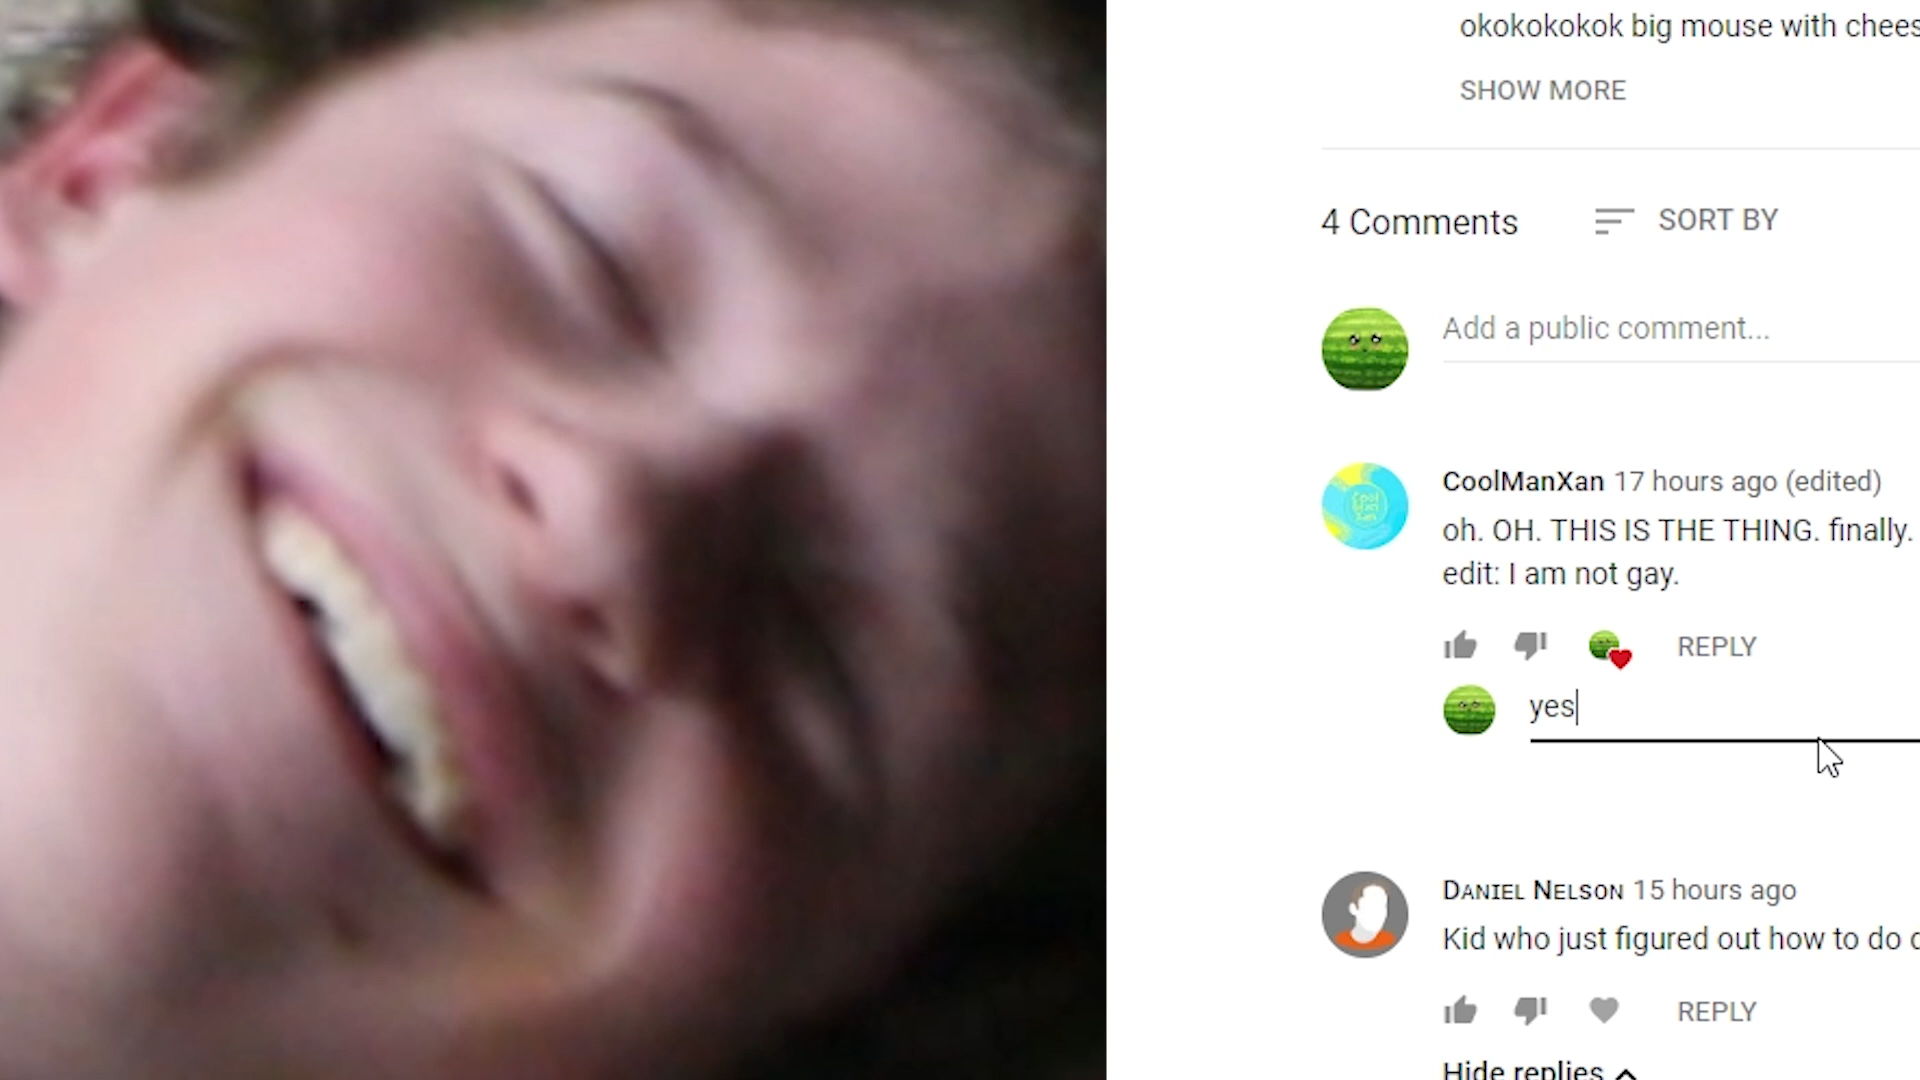 okokokokok big mouse with chees
SHOW MORE
4 Comments
SORT BY
Add a public comment...
CoolManXan 17 hours ago (edited)
oh. OH. THIS IS THE THING. finally.
edit: I am not gay.
REPLY
yes
Daniel Nelson 15 hours ago
Kid who just figured out how to do
REPLY
Hide replies